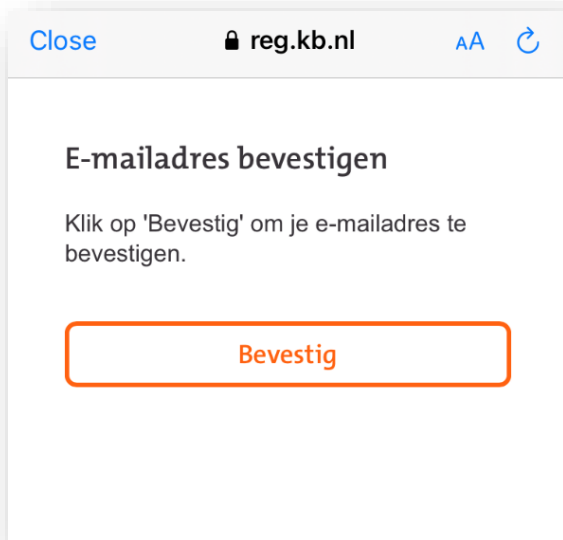 Close reg.kb.nl AA
E-mailadres bevestigen
Klik op 'Bevestig' om je e-mailadres te
bevestigen.
Bevestig